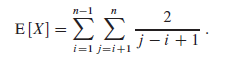 E[X] = \sum_{i=1}^{n-1} \sum_{j=i+1}^{n} \frac{2}{j - i + 1} .